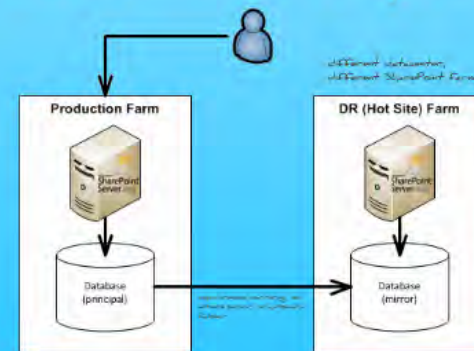 different datacenter,
different SharePoint Farm
Production Farm
DR (Hot Site) Farm
SharePoint
Server
SharePoint
Server
Database
(principal)
Database
(mirror)